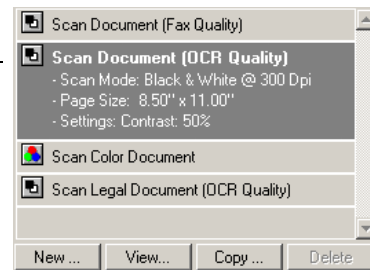 Scan Document (Fax Quality)
Scan Document (OCR Quality)
- Scan Mode: Black & White @ 300 Dpi
- Page Size: 8.50" x 11.00"
- Settings: Contrast: 50%
Scan Color Document
Scan Legal Document (OCR Quality)
New ... View... Copy ... Delete